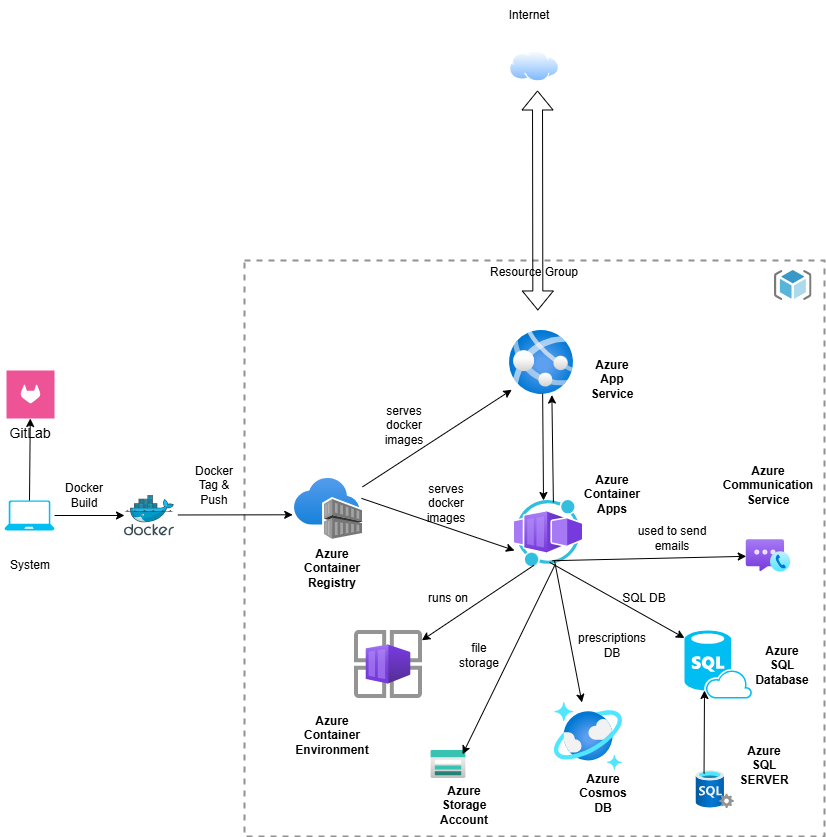 Internet
Resource Group
Azure
App
Service
serves
docker
images
GitLab
Docker
Build
docker
Docker
Tag &
Push
System
serves
docker
images
Azure
Container
Apps
Azure
Communication
Service
used to send
emails
Azure
Container
Registry
runs on
SQL DB
file
storage
prescriptions
DB
SQL
Azure
SQL
Database
Azure
Container
Environment
Azure
Storage
Account
Azure
Cosmos
DB
SQL
Azure
SQL
SERVER